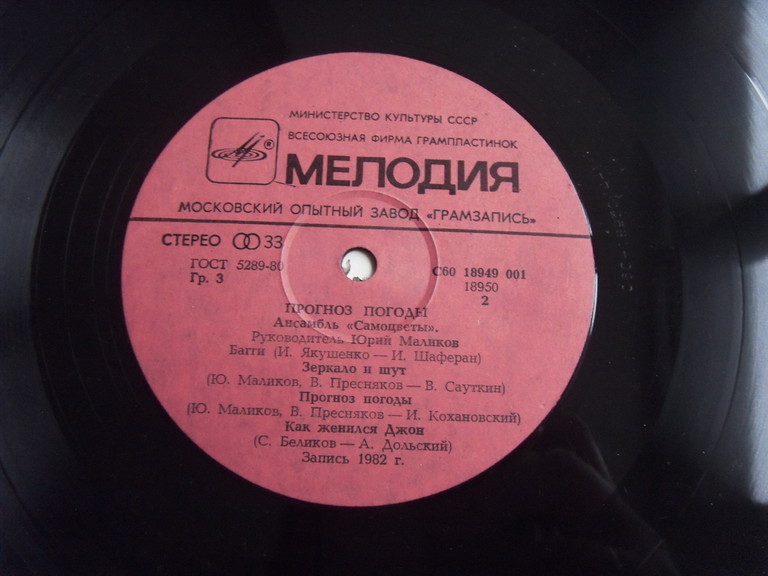 МИНИСТЕРСТВО КУЛЬТУРЫ СССР
ВСЕСОЮЗНАЯ ФИРМА ГРАМПЛАСТИНОК
МЕЛОДИЯ
МОСКОВСКИЙ ОПЫТНЫЙ ЗАВОД «ГРАМЗАПИСЬ»
СТЕРЕО 33
ГОСТ 5289-80
Гр. 3
С60 18949 001
18950
2
ПРОГНОЗ ПОГОДЫ
Ансамбль «Самоцветы».
Руководитель Юрий Маликов
Багги (И. Якушенко — И. Шаферан)
Зеркало и шут
(Ю. Маликов, В. Пресняков — В. Сауткин)
Прогноз погоды
(Ю. Маликов, В. Пресняков — И. Кохановский)
Как женился Джон
(С. Беликов — А. Дольский)
Запись 1982 г.